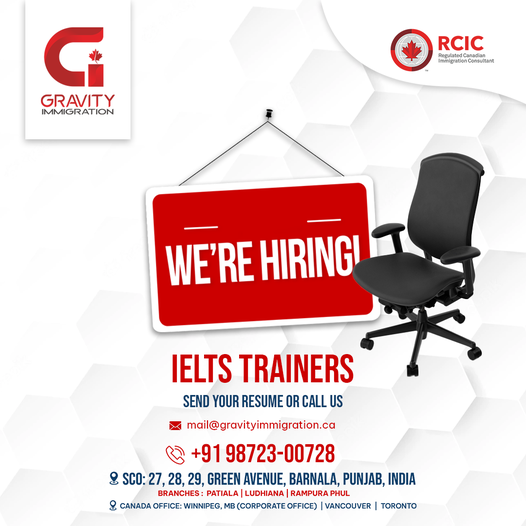 GRAVITY
IMMIGRATION
RCIC
Regulated Canadian
Immigration Consultant
WE'RE HIRING!
IELTS TRAINERS
SEND YOUR RESUME OR CALL US
mail@gravityimmigration.ca
+91 98723-00728
SCO: 27, 28, 29, GREEN AVENUE, BARNALA, PUNJAB, INDIA
BRANCHES : PATIALA | LUDHIANA | RAMPURA PHUL
CANADA OFFICE: WINNIPEG, MB (CORPORATE OFFICE) | VANCOUVER | TORONTO